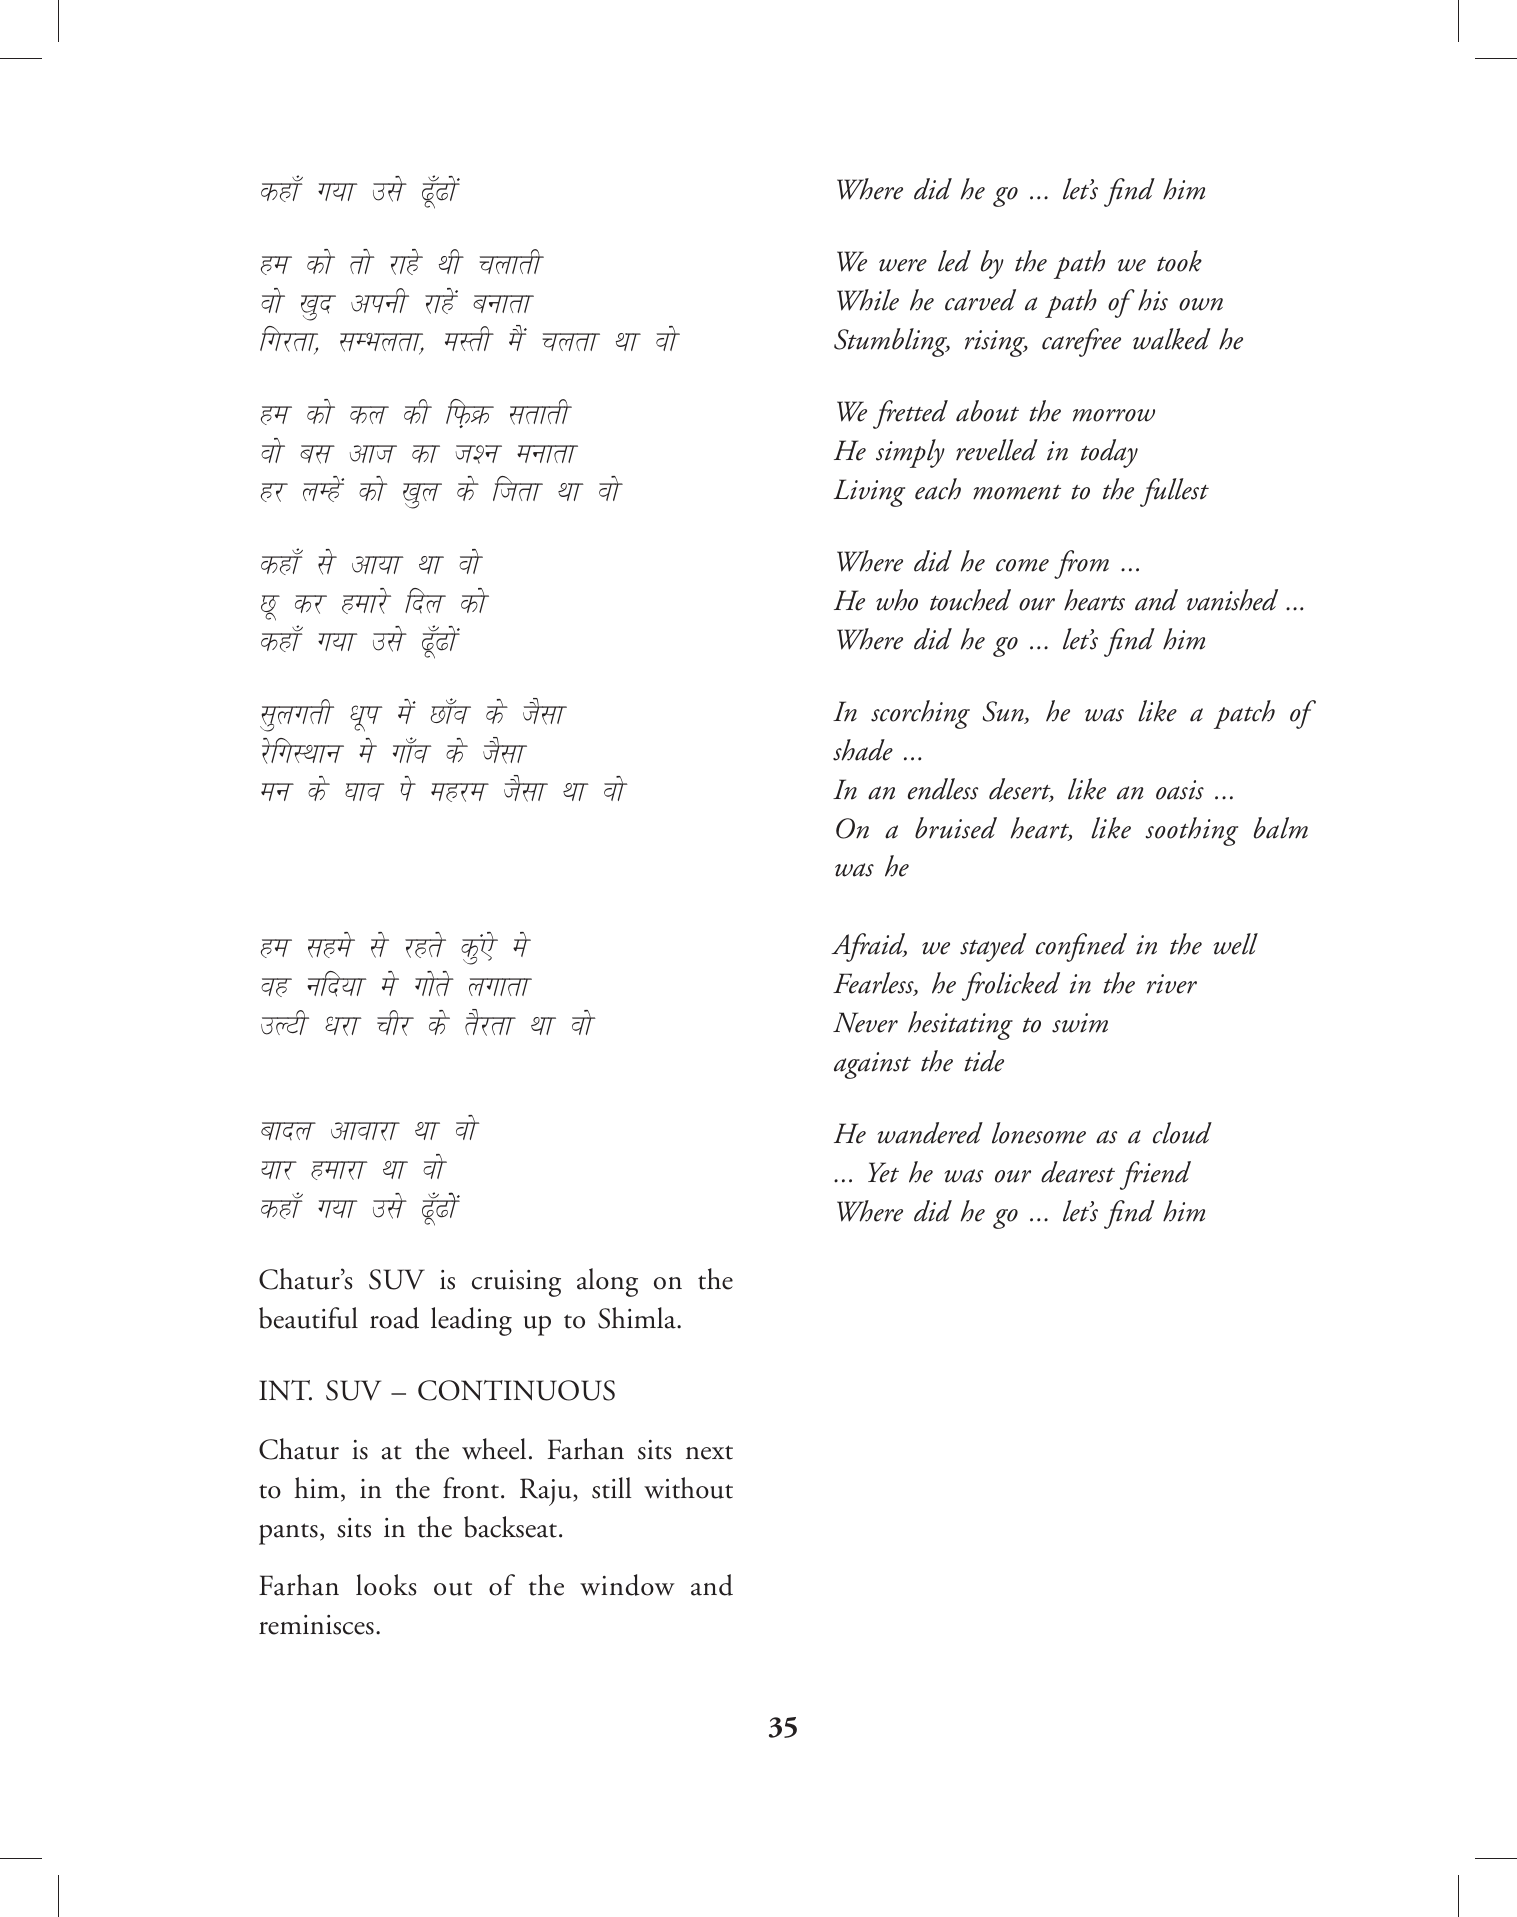 कहाँ गया उसे ढूँढों
हम को तो राहे थी चलाती
वो खुद अपनी राहें बनाता
गिरता, सम्भलता, मस्ती मैं चलता था वो
हम को कल की फ़िक्र सताती
वो बस आज का जश्न मनाता
हर लम्हें को खुल के जिता था वो
कहाँ से आया था वो
छू कर हमारे दिल को
कहाँ गया उसे ढूँढों
सुलगती धूप में छाँव के जैसा
रेगिस्थान मे गाँव के जैसा
मन के घाव पे महरम जैसा था वो
हम सहमे से रहते कुंऐ मे
वह नदिया मे गोते लगाता
उल्टी धरा चीर के तैरता था वो
बादल आवारा था वो
यार हमारा था वो
कहाँ गया उसे ढूँढों
Chatur’s SUV is cruising along on the
beautiful road leading up to Shimla.
INT. SUV – CONTINUOUS
Chatur is at the wheel. Farhan sits next
to him, in the front. Raju, still without
pants, sits in the backseat.
Farhan looks out of the window and
reminisces.
Where did he go ... let’s find him
We were led by the path we took
While he carved a path of his own
Stumbling, rising, carefree walked he
We fretted about the morrow
He simply revelled in today
Living each moment to the fullest
Where did he come from ...
He who touched our hearts and vanished ...
Where did he go ... let’s find him
In scorching Sun, he was like a patch of
shade ...
In an endless desert, like an oasis ...
On a bruised heart, like soothing balm
was he
Afraid, we stayed confined in the well
Fearless, he frolicked in the river
Never hesitating to swim
against the tide
He wandered lonesome as a cloud
... Yet he was our dearest friend
Where did he go ... let’s find him
35